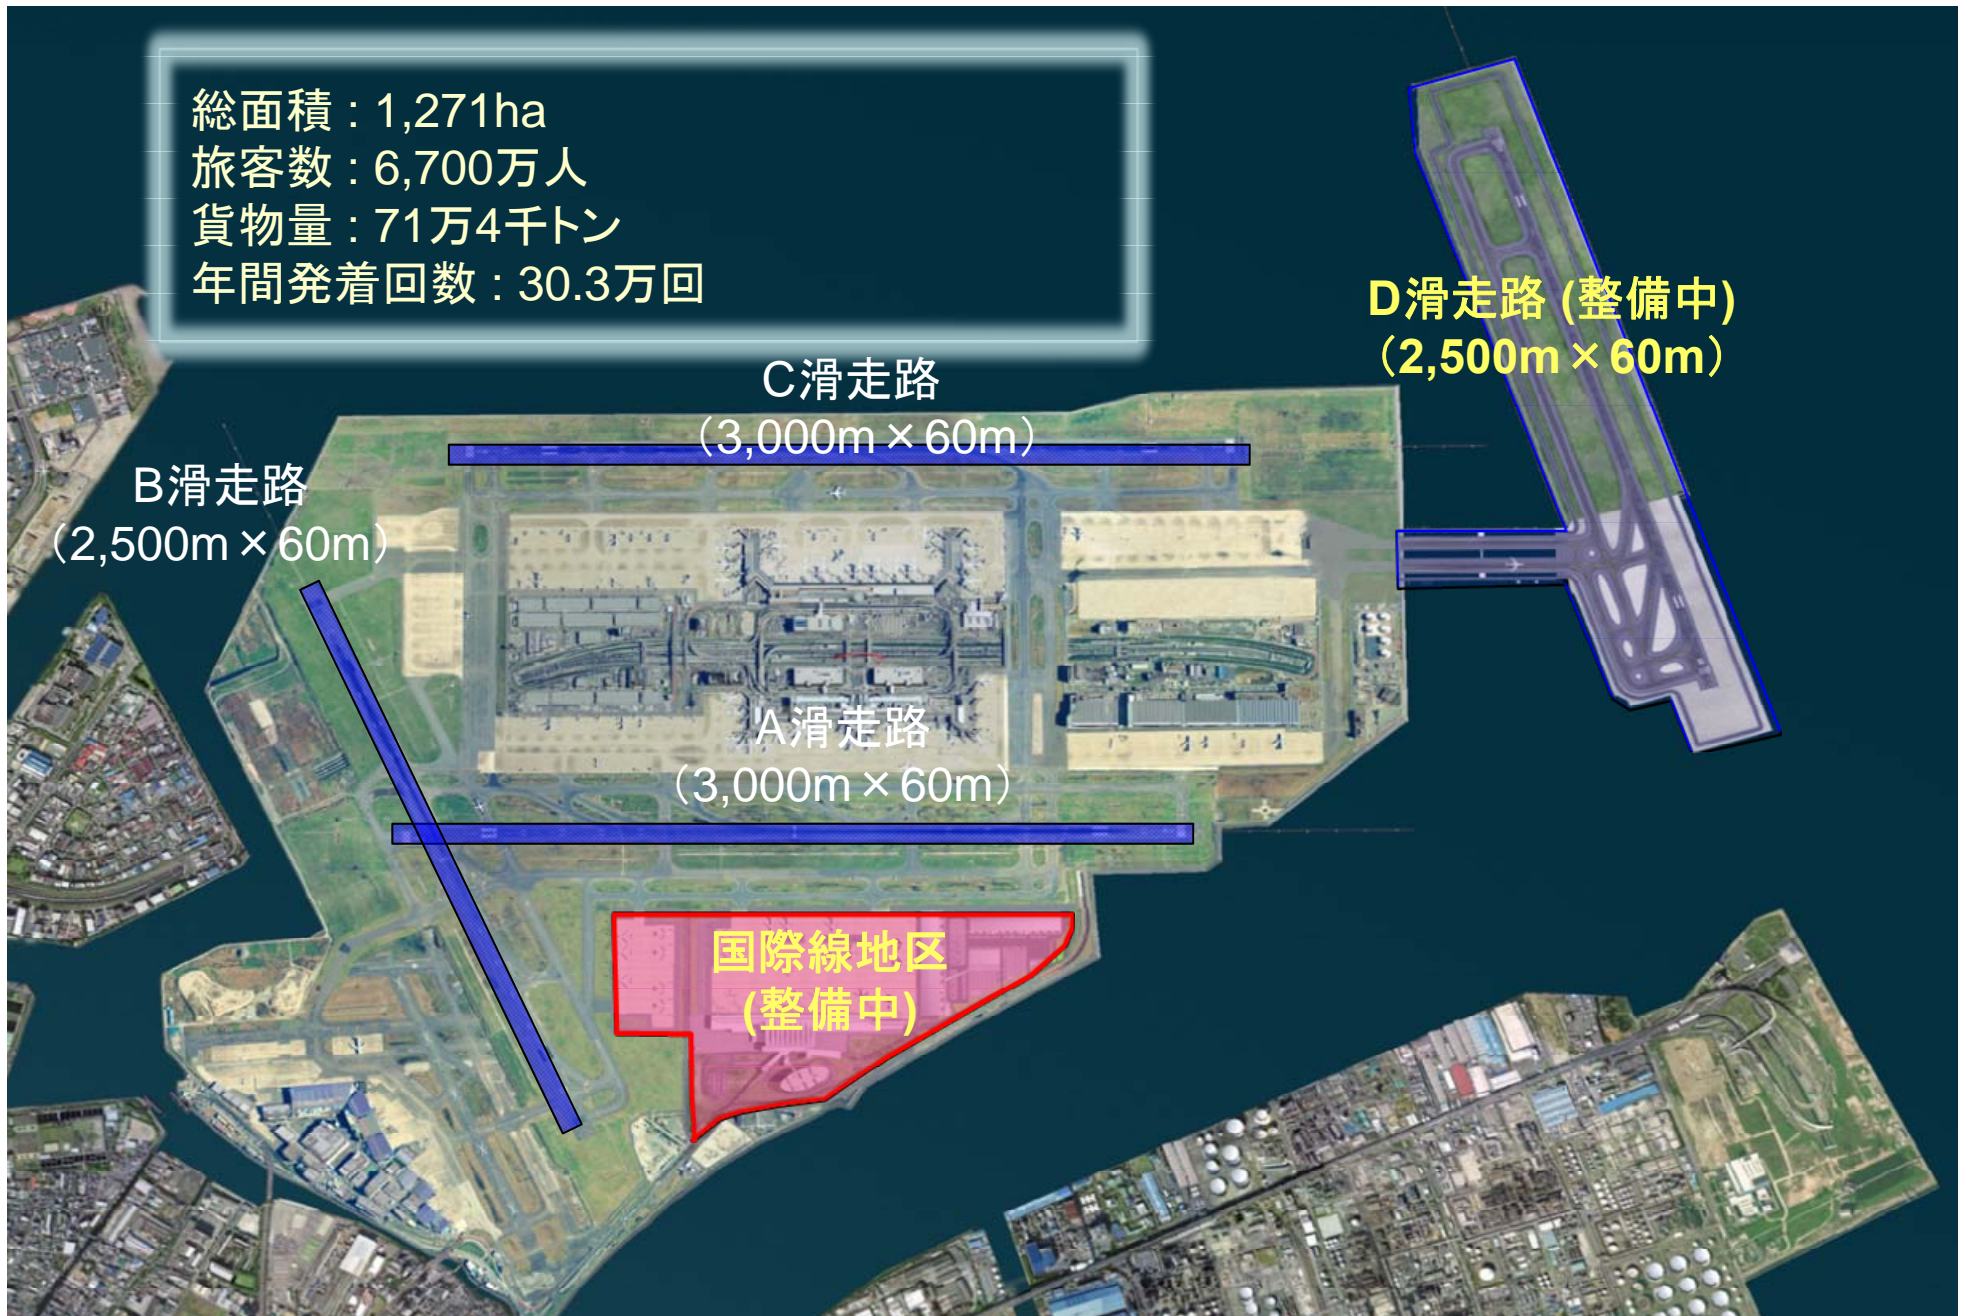 総面積 : 1,271ha
旅客数 : 6,700万人
貨物量 : 71万4千トン
年間発着回数 : 30.3万回
D滑走路 (整備中)
（2,500m×60m）
C滑走路
（3,000m×60m）
B滑走路
（2,500m×60m）
A滑走路
（3,000m×60m）
国際線地区
(整備中)